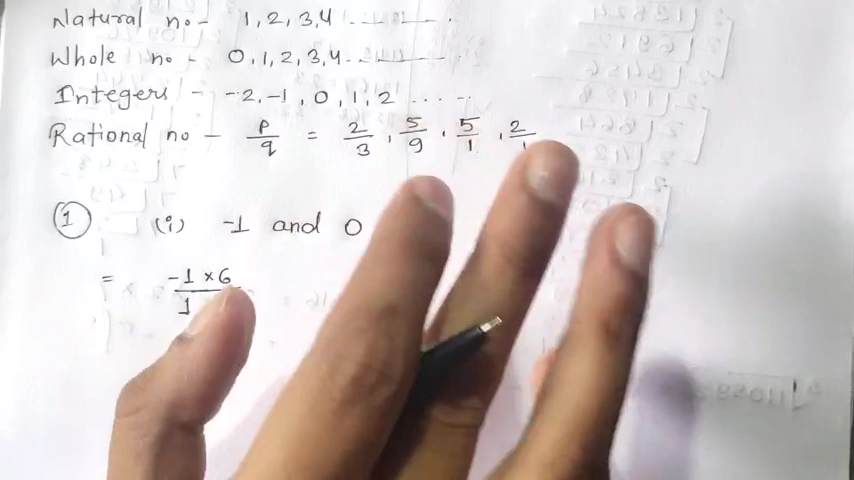 Natural no - 1, 2, 3, 4 ..........
Whole no - 0, 1, 2, 3, 4..........
Integers - -2, -1, 0, 1, 2 .....
Rational no - p/q = 2/3, 5/9, 5/1, 2/1
① (i) -1 and 0
= -1 × 6 / 1